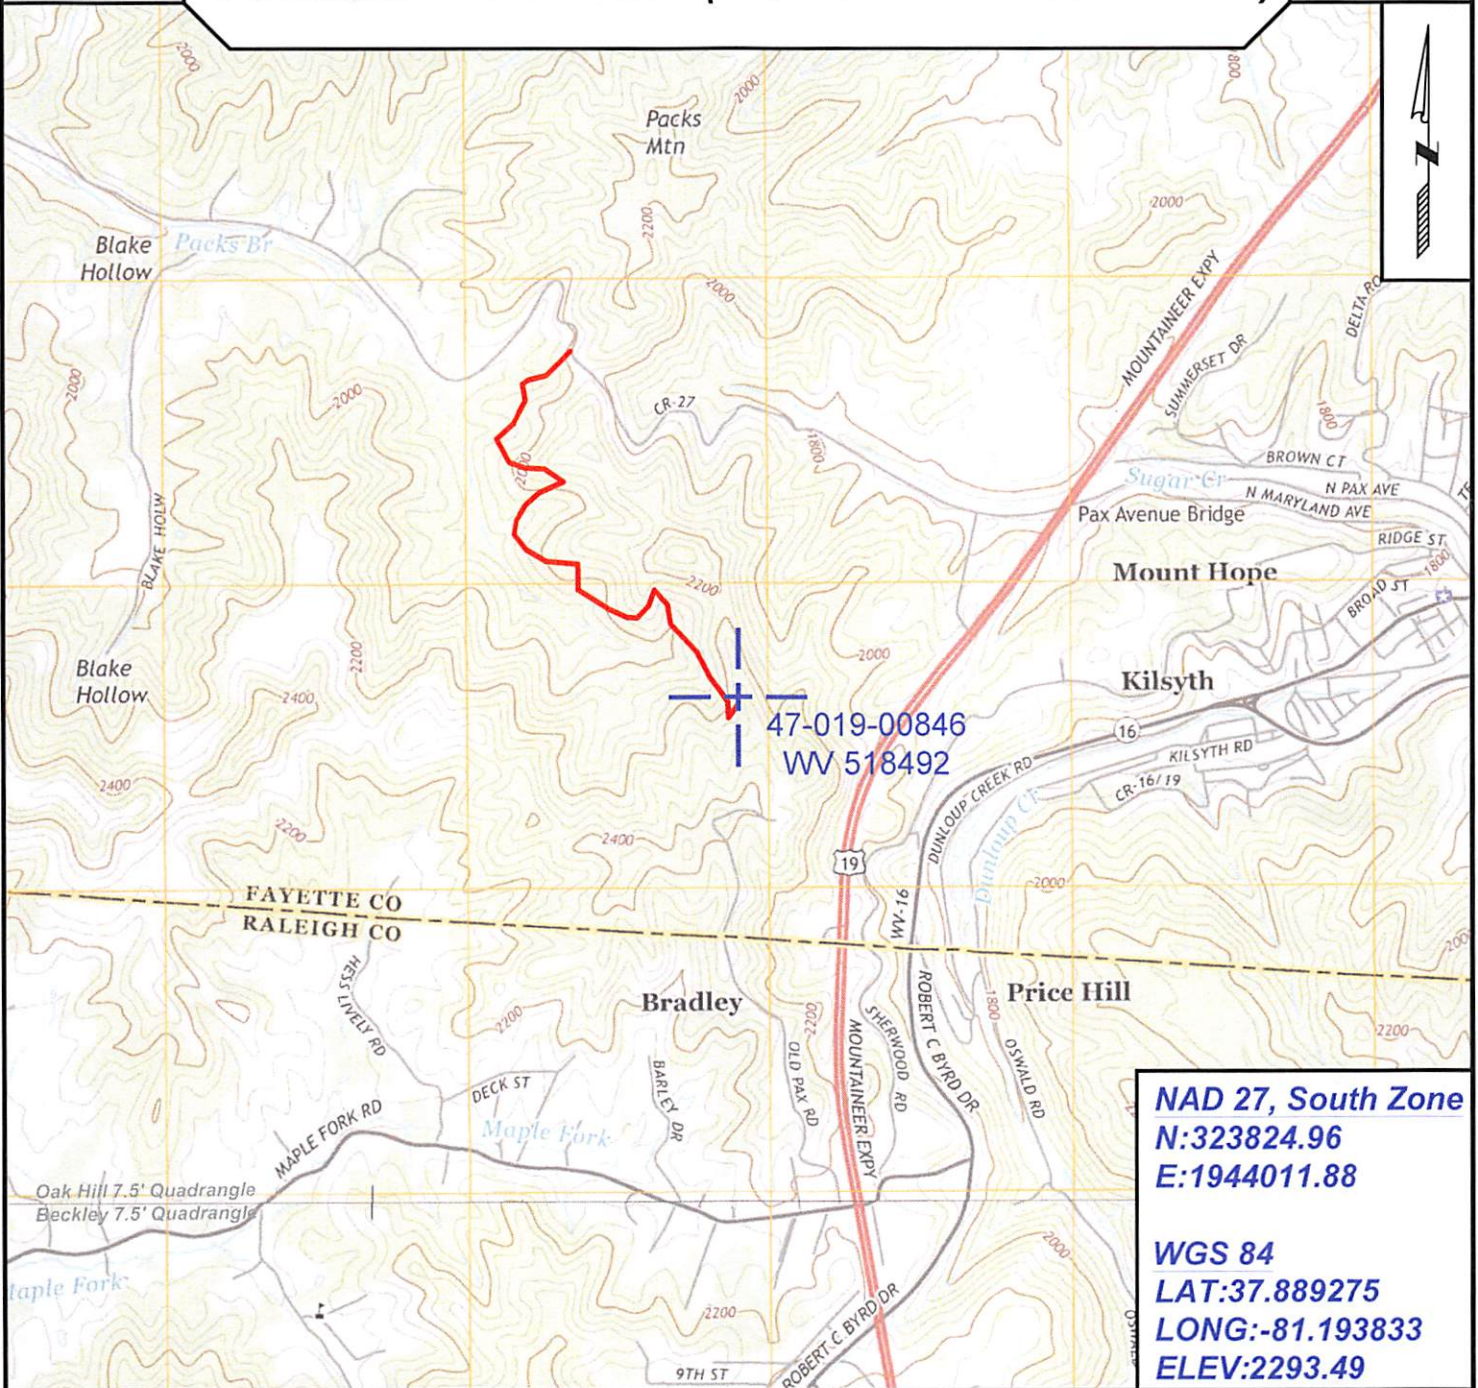 2000
800
2000
Packs
Mtn
2000
2200
Blake
Hollow
Packs Br
2000
MOUNTAINEER EXPY
DELTA RD
SUMMERSET DR
2000
2000
CR-27
1800
1800
BROWN CT
Sugar Cr
N PAX AVE
N MARYLAND AVE
Pax Avenue Bridge
2000
RIDGE ST
BLAKE HOLW
Mount Hope
1800
BROAD ST
2200
2000
Blake
Hollow
2200
2400
Kilsyth
47-019-00846
WV 518492
16
KILSYTH RD
CR-16/19
DUNLOUP CREEK RD
Dunloup Cr
2400
2200
2400
19
2000
WV-16
FAYETTE CO
RALEIGH CO
2000
HESS LIVELY RD
Bradley
Price Hill
2200
2200
1800
2200
MOUNTAINEER EXPY
SHERWOOD RD
ROBERT C BYRD DR
OSWALD RD
OLD PAX RD
BARLEY DR
DECK ST
MAPLE FORK RD
Maple Fork
Oak Hill 7.5' Quadrangle
Beckley 7.5' Quadrangle
2000
aple Fork
2200
ROBERT C BYRD DR
9TH ST
NAD 27, South Zone
N:323824.96
E:1944011.88
WGS 84
LAT:37.889275
LONG:-81.193833
ELEV:2293.49